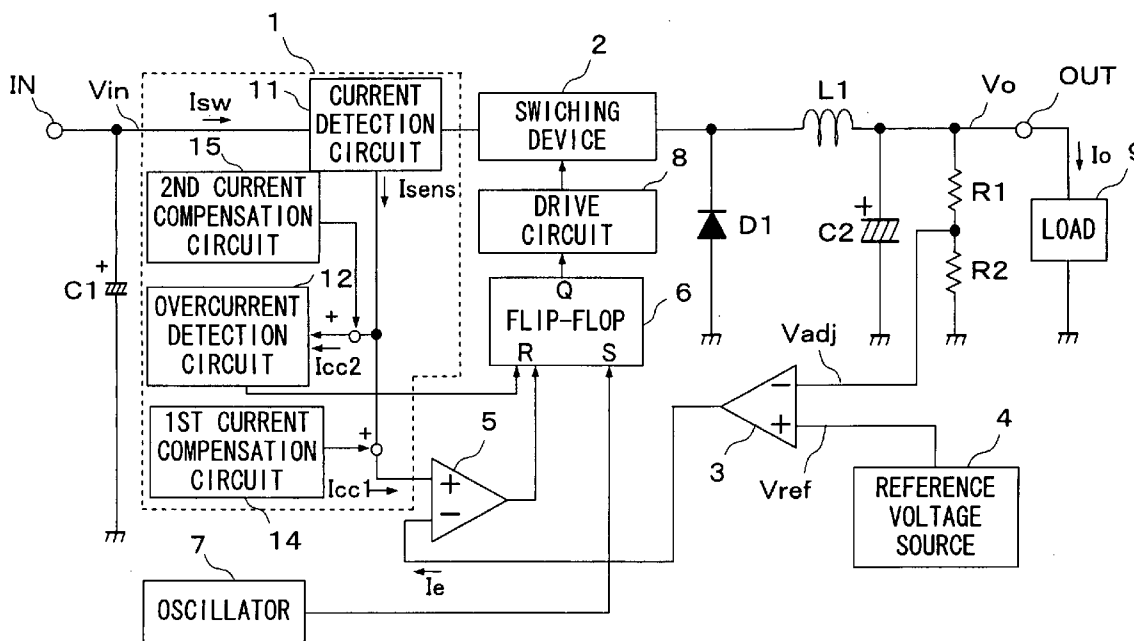 1
2
IN
Vin
Isw
11
CURRENT
DETECTION
CIRCUIT
SWICHING
DEVICE
L1
Vo
OUT
Io
9
15
2ND CURRENT
COMPENSATION
CIRCUIT
Isens
8
DRIVE
CIRCUIT
D1
+
C2
R1
R2
LOAD
+
C1
12
OVERCURRENT
DETECTION
CIRCUIT
+
Icc2
Q
FLIP-FLOP
R
S
6
Vadj
1ST CURRENT
COMPENSATION
CIRCUIT
+
Icc1
14
5
+
−
−
+
3
Vref
4
REFERENCE
VOLTAGE
SOURCE
Ie
7
OSCILLATOR